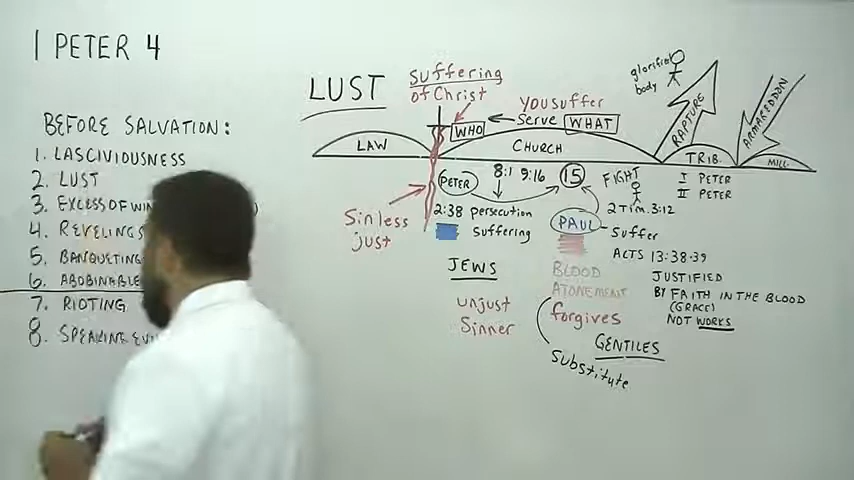 1 PETER 4
BEFORE SALVATION:
1. LASCIVIOUSNESS
2. LUST
3. EXCESS OF
4. REVELINGS
5. BANQUETING
6. ABOBINABLE
7. RIOTING
8. SPEAKING
LUST
Suffering
of Christ
WHO
you suffer
Serve WHAT
LAW
CHURCH
glorified
body
RAPTURE
ARMAREDDON
TRIB.
MILL.
PETER
8:1 9:16
15
FIGHT
I PETER
II PETER
2:38 persecution
suffering
Sinless
just
PAUL
2 Tim. 3:12
Suffer
ACTS 13:38-39
JEWS
unjust
Sinner
BLOOD
ATONEMENT
forgives
Substitute
GENTILES
JUSTIFIED
BY FAITH IN THE BLOOD
(GRACE)
NOT WORKS